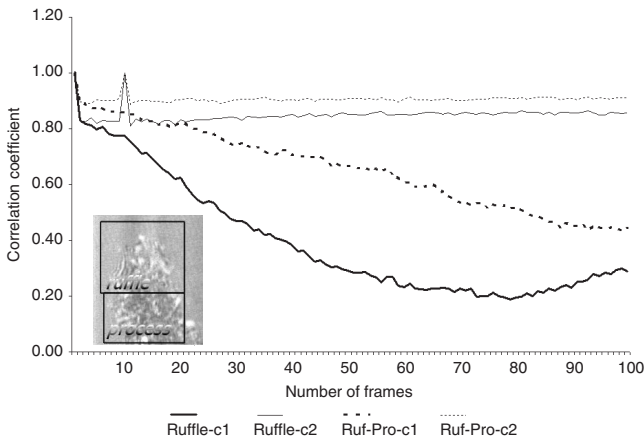 1.20
1.00
0.80
0.60
0.40
0.20
0.00
Correlation coefficient
ruffle
process
10 20 30 40 50 60 70 80 90 100
Number of frames
Ruffle-c1 Ruffle-c2 Ruf-Pro-c1 Ruf-Pro-c2